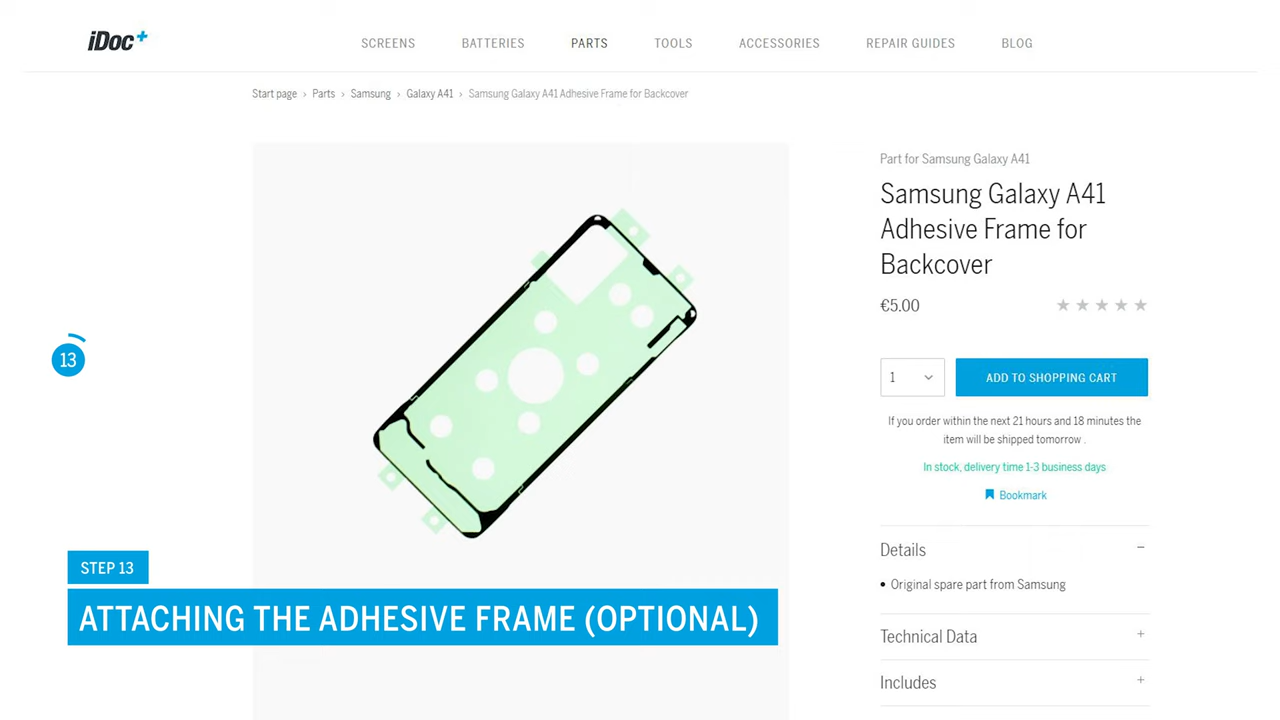 iDoc+
SCREENS BATTERIES PARTS TOOLS ACCESSORIES REPAIR GUIDES BLOG
Start page › Parts › Samsung › Galaxy A41 › Samsung Galaxy A41 Adhesive Frame for Backcover
Part for Samsung Galaxy A41
Samsung Galaxy A41
Adhesive Frame for
Backcover
€5.00
1
ADD TO SHOPPING CART
If you order within the next 21 hours and 18 minutes the
item will be shipped tomorrow .
In stock, delivery time 1-3 business days
Bookmark
Details −
• Original spare part from Samsung
Technical Data +
Includes +
13
STEP 13
ATTACHING THE ADHESIVE FRAME (OPTIONAL)